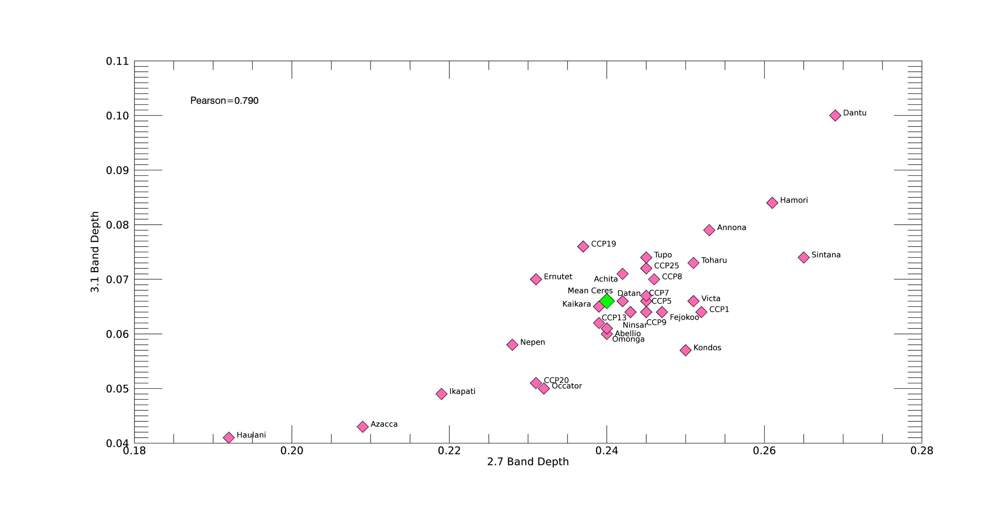 0.11
Pearson=0.790
Dantu
0.10
0.09
Hamori
0.08
Annona
CCP19
Tupo
Sintana
Toharu
CCP25
0.07
Ernutet
Achita
CCP8
Mean Ceres
Datan
CCP7
Kaikara
CCP5
Victa
CCP1
CCP13
Fejokoo
Ninsar
CCP9
0.06
Abellio
Omonga
Nepen
Kondos
CCP20
Occator
0.05
Ikapati
Azacca
Haulani
0.04
3.1 Band Depth
0.18 0.20 0.22 0.24 0.26 0.28
2.7 Band Depth